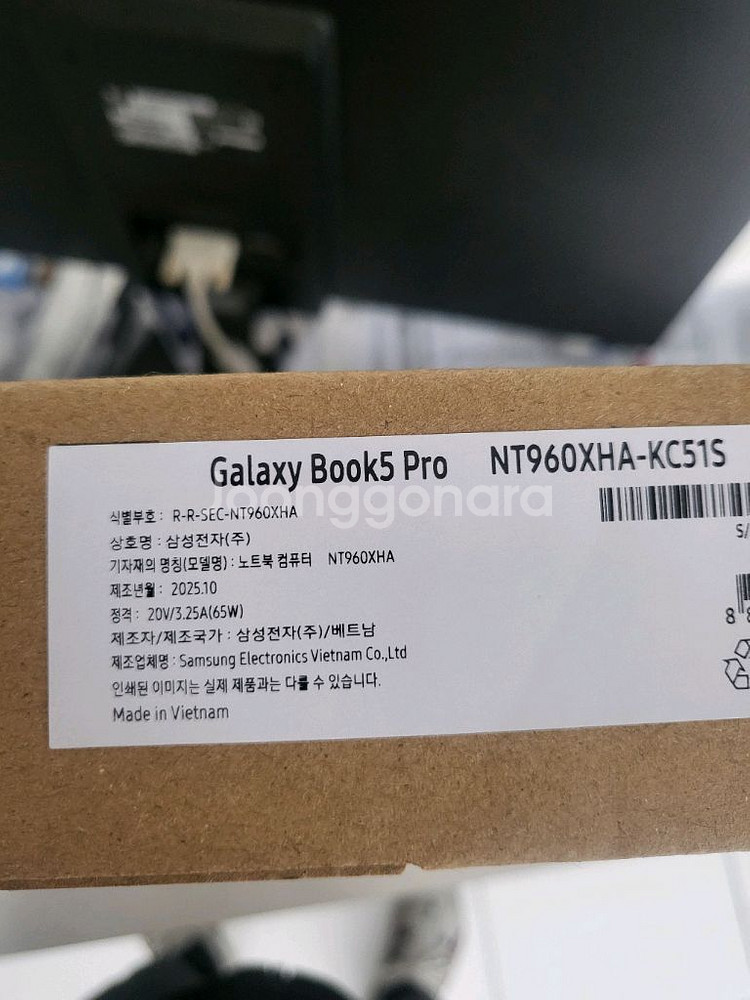 Galaxy Book5 Pro NT960XHA-KC51S
joonggonara
식별부호 : R-R-SEC-NT960XHA
상호명 : 삼성전자(주)
S/
기자재의 명칭(모델명) : 노트북 컴퓨터 NT960XHA
제조년월 : 2025.10
정격 : 20V/3.25A(65W)
8 8
제조자/제조국가 : 삼성전자(주)/베트남
제조업체명 : Samsung Electronics Vietnam Co.,Ltd
인쇄된 이미지는 실제 제품과는 다를 수 있습니다.
Made in Vietnam